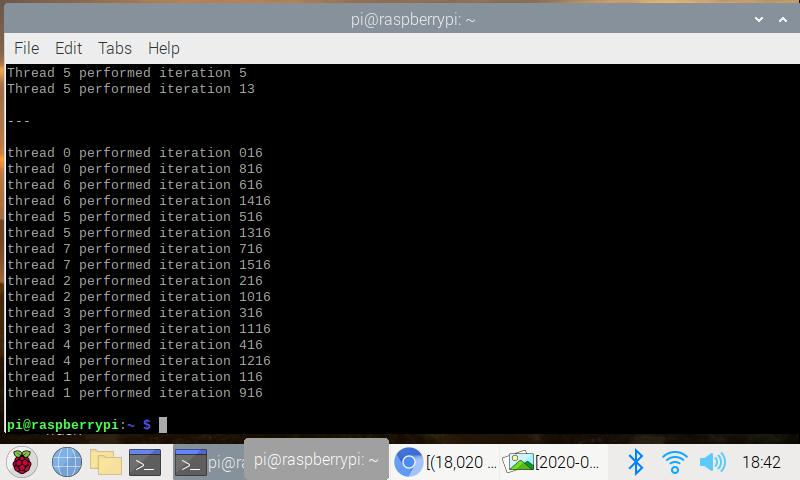 pi@raspberrypi: ~
File Edit Tabs Help
Thread 5 performed iteration 5
Thread 5 performed iteration 13
---
thread 0 performed iteration 016
thread 0 performed iteration 816
thread 6 performed iteration 616
thread 6 performed iteration 1416
thread 5 performed iteration 516
thread 5 performed iteration 1316
thread 7 performed iteration 716
thread 7 performed iteration 1516
thread 2 performed iteration 216
thread 2 performed iteration 1016
thread 3 performed iteration 316
thread 3 performed iteration 1116
thread 4 performed iteration 416
thread 4 performed iteration 1216
thread 1 performed iteration 116
thread 1 performed iteration 916
pi@raspberrypi:~ $
pi@ra pi@raspberrypi: ~ [(18,020 ... [2020-0... 18:42